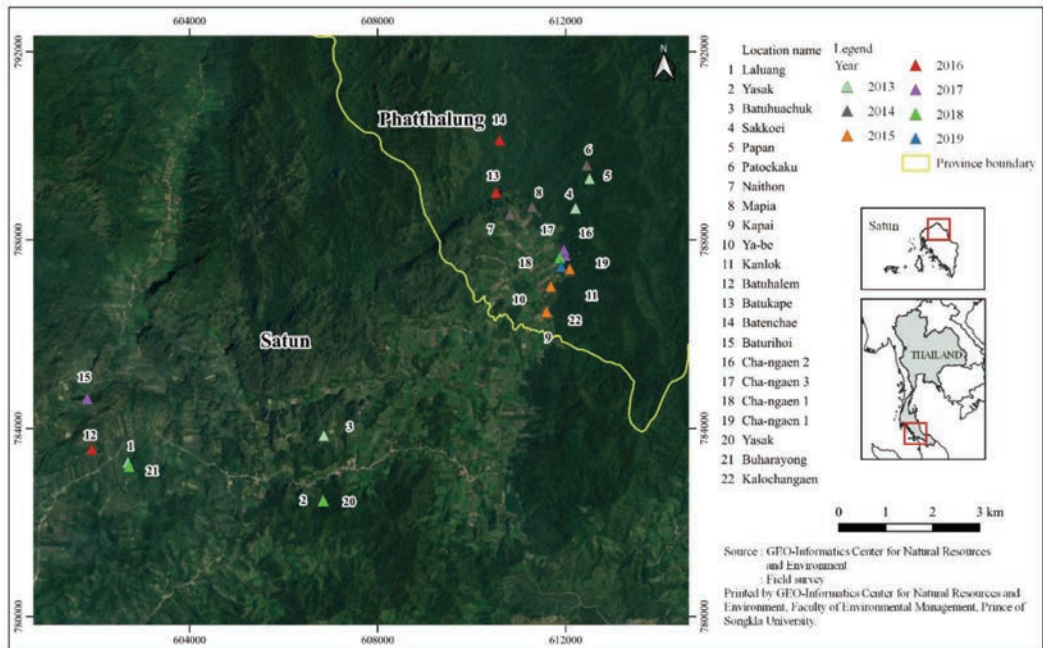 604000
608000
612000
792000
788000
784000
780000
792000
788000
784000
780000
604000
608000
612000
N
Phatthalung
Satun
14
6
5
13
8
4
7
17
16
18
19
10
11
22
9
15
12
1
21
3
2
20
Location name
1 Laluang
2 Yasak
3 Batuhuachuk
4 Sakkoei
5 Papan
6 Patockaku
7 Naithon
8 Mapia
9 Kapai
10 Ya-be
11 Kanlok
12 Batuhalem
13 Batukape
14 Batenchae
15 Baturihoi
16 Cha-ngaen 2
17 Cha-ngaen 3
18 Cha-ngaen 1
19 Cha-ngaen 1
20 Yasak
21 Buharayong
22 Kalochangaen
Legend
Year
2013
2014
2015
2016
2017
2018
2019
Province boundary
Satun
THAILAND
0 1 2 3 km
Source : GEO-Informatics Center for Natural Resources
and Environment
: Field survey
Printed by GEO-Informatics Center for Natural Resources and
Environment, Faculty of Environmental Management, Prince of
Songkla University.